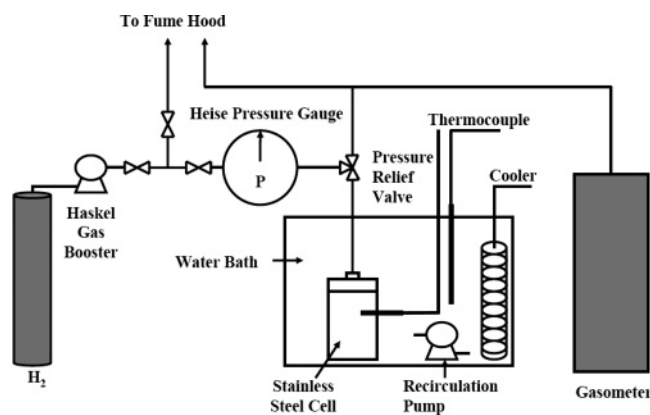 To Fume Hood
Heise Pressure Gauge
P
Thermocouple
Pressure
Relief
Valve
Cooler
Haskel
Gas
Booster
Water Bath
H₂
Stainless
Steel Cell
Recirculation
Pump
Gasometer